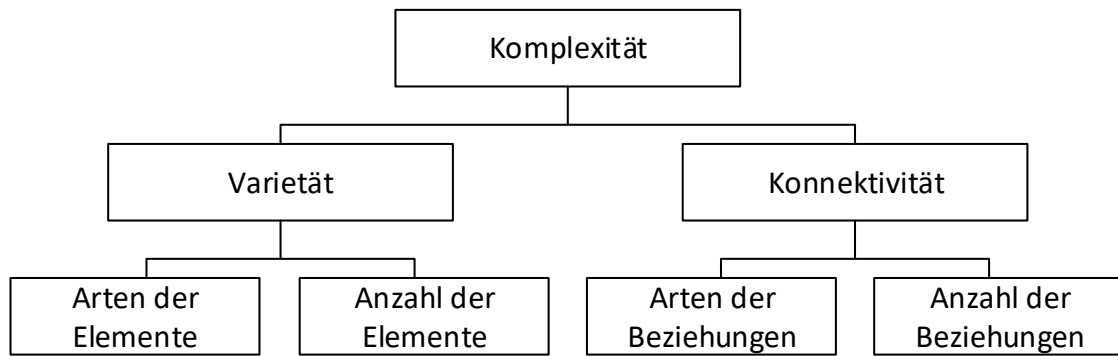 Komplexität
Varietät
Konnektivität
Arten der
Elemente
Anzahl der
Elemente
Arten der
Beziehungen
Anzahl der
Beziehungen